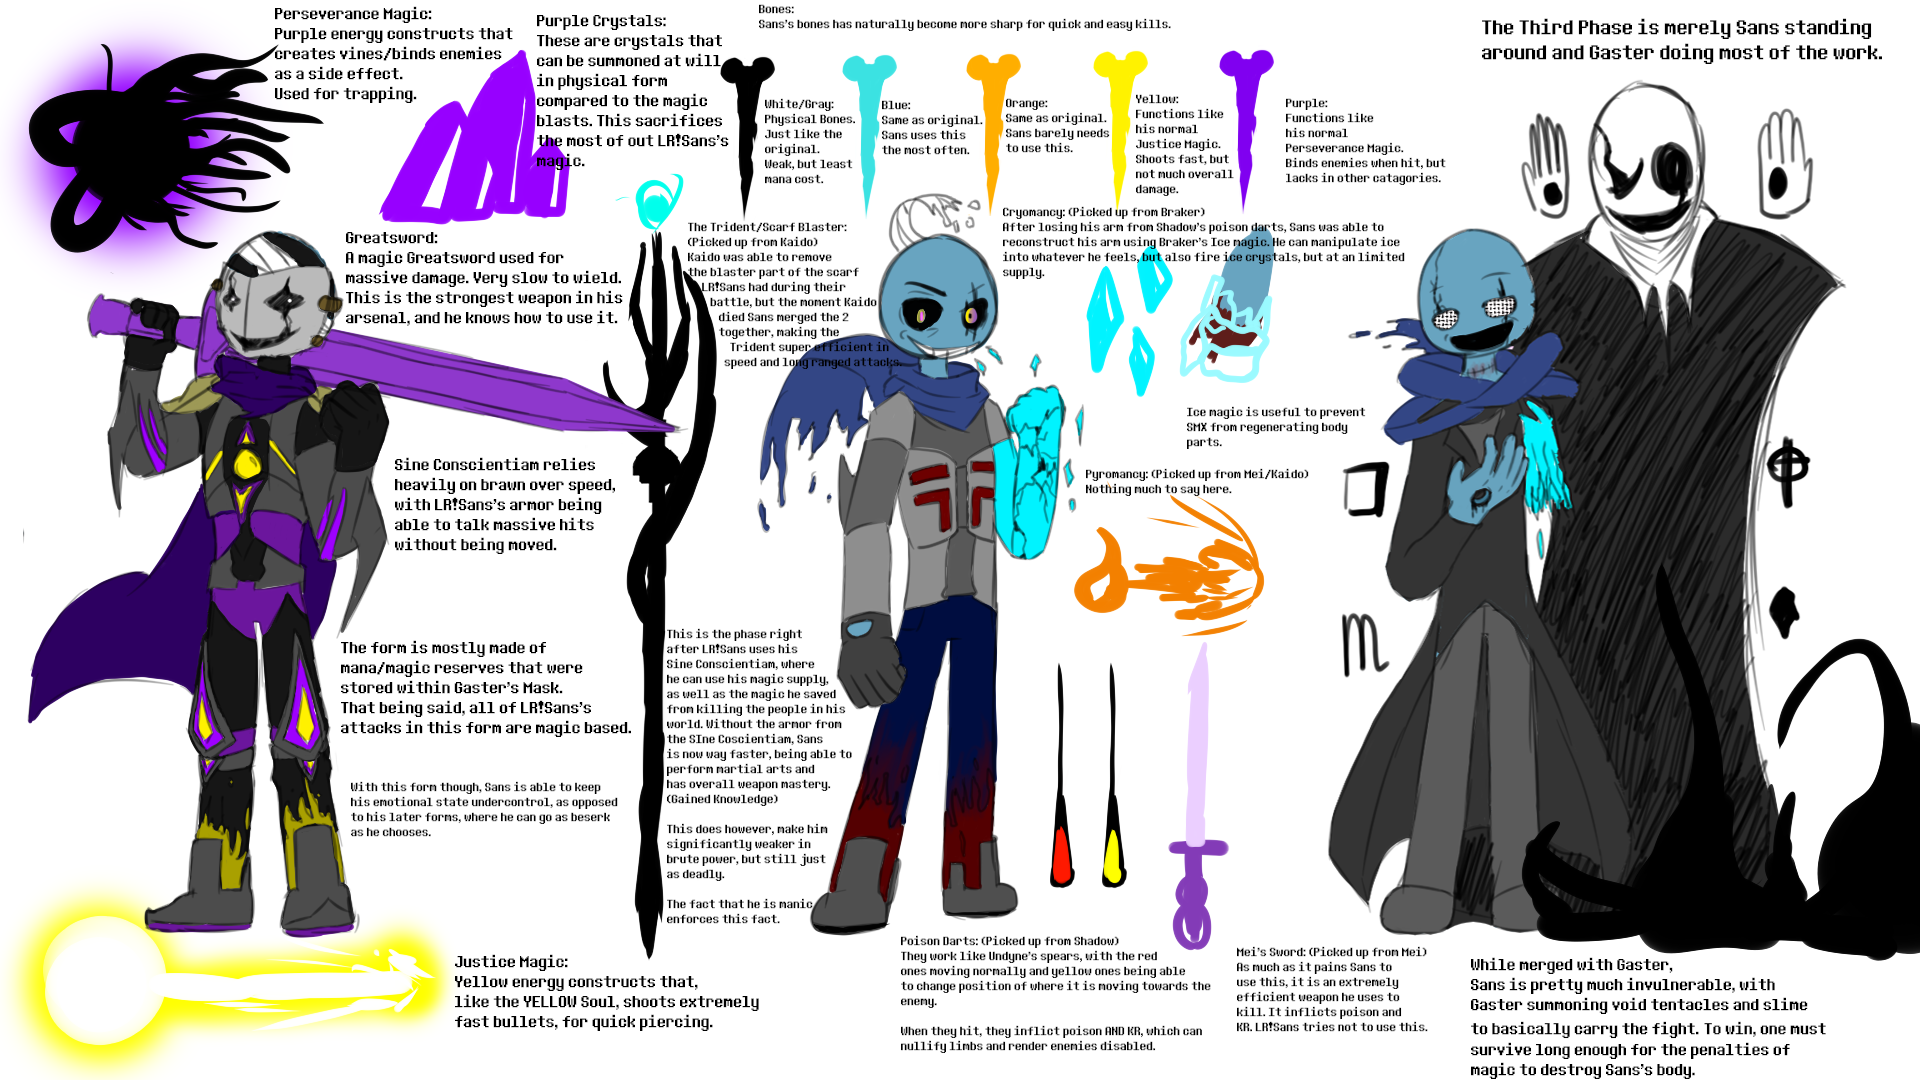 Perseverance Magic:
Purple energy constructs that
creates vines/binds enemies
as a side effect.
Used for trapping.
Purple Crystals:
These are crystals that
can be summoned at will
in physical form
compared to the magic
blasts. This sacrifices
the most of out LR!Sans's
magic.
Bones:
Sans's bones has naturally become more sharp for quick and easy kills.
White/Gray:
Physical Bones.
Just like the
original.
Weak, but least
mana cost.
Blue:
Same as original.
Sans uses this
the most often.
Orange:
Same as original.
Sans barely needs
to use this.
Yellow:
Functions like
his normal
Justice Magic.
Shoots fast, but
not much overall
damage.
Purple:
Functions like
his normal
Perseverance Magic.
Binds enemies when hit, but
lacks in other catagories.
The Third Phase is merely Sans standing
around and Gaster doing most of the work.
Greatsword:
A magic Greatsword used for
massive damage. Very slow to wield.
This is the strongest weapon in his
arsenal, and he knows how to use it.
The Trident/Scarf Blaster:
(Picked up from Kaido)
Kaido was able to remove
the blaster part of the scarf
LR!Sans had during their
battle, but the moment Kaido
died Sans merged the 2
together, making the
Trident super efficient in
speed and long ranged attacks.
Cryomancy: (Picked up from Braker)
After losing his arm from Shadow's poison darts, Sans was able to
reconstruct his arm using Braker's Ice magic. He can manipulate ice
into whatever he feels, but also fire ice crystals, but at an limited
supply.
Ice magic is useful to prevent
SMX from regenerating body
parts.
Pyromancy: (Picked up from Mei/Kaido)
Nothing much to say here.
Sine Conscientiam relies
heavily on brawn over speed,
with LR!Sans's armor being
able to talk massive hits
without being moved.
The form is mostly made of
mana/magic reserves that were
stored within Gaster's Mask.
That being said, all of LR!Sans's
attacks in this form are magic based.
With this form though, Sans is able to keep
his emotional state undercontrol, as opposed
to his later forms, where he can go as beserk
as he chooses.
This is the phase right
after LR!Sans uses his
Sine Conscientiam, where
he can use his magic supply,
as well as the magic he saved
from killing the people in his
world. Without the armor from
the SIne Coscientiam, Sans
is now way faster, being able to
perform martial arts and
has overall weapon mastery.
(Gained Knowledge)
This does however, make him
significantly weaker in
brute power, but still just
as deadly.
The fact that he is manic
enforces this fact.
Justice Magic:
Yellow energy constructs that,
like the YELLOW Soul, shoots extremely
fast bullets, for quick piercing.
Poison Darts: (Picked up from Shadow)
They work like Undyne's spears, with the red
ones moving normally and yellow ones being able
to change position of where it is moving towards the
enemy.
When they hit, they inflict poison AND KR, which can
nullify limbs and render enemies disabled.
Mei's Sword: (Picked up from Mei)
As much as it pains Sans to
use this, it is an extremely
efficient weapon he uses to
kill. It inflicts poison and
KR. LR!Sans tries not to use this.
While merged with Gaster,
Sans is pretty much invulnerable, with
Gaster summoning void tentacles and slime
to basically carry the fight. To win, one must
survive long enough for the penalties of
magic to destroy Sans's body.